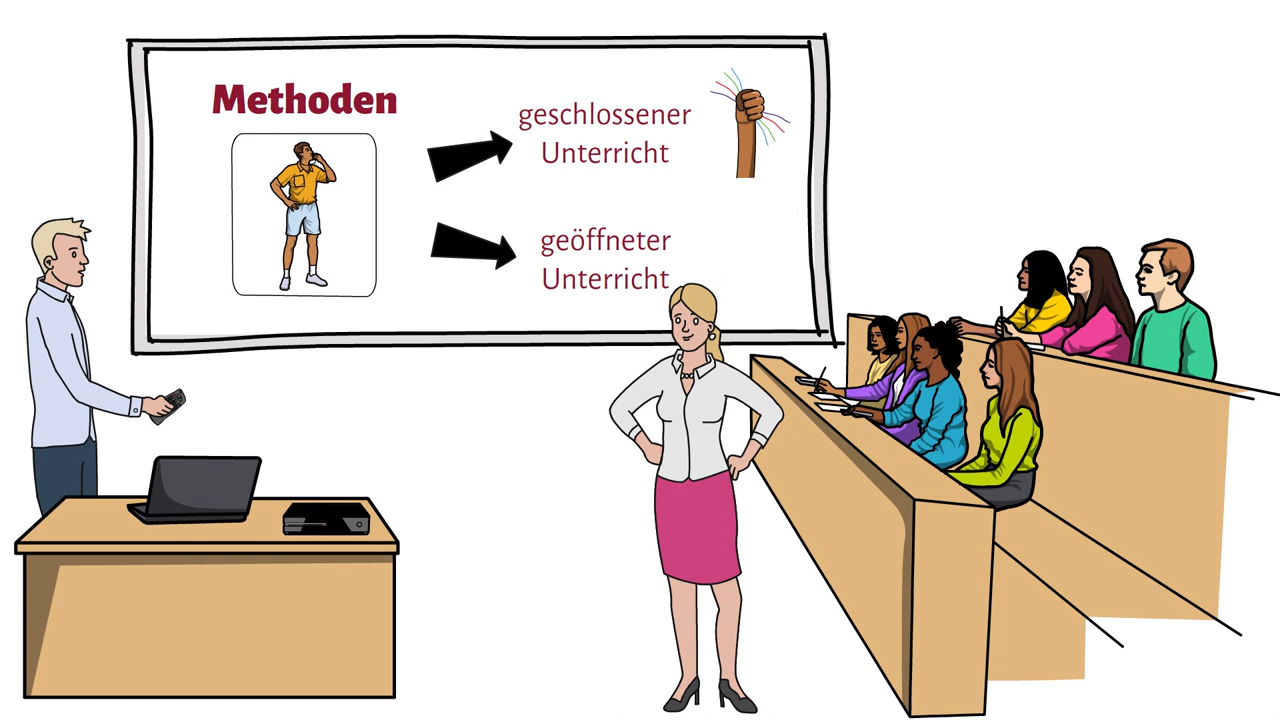 Methoden
geschlossener
Unterricht
geöffneter
Unterricht